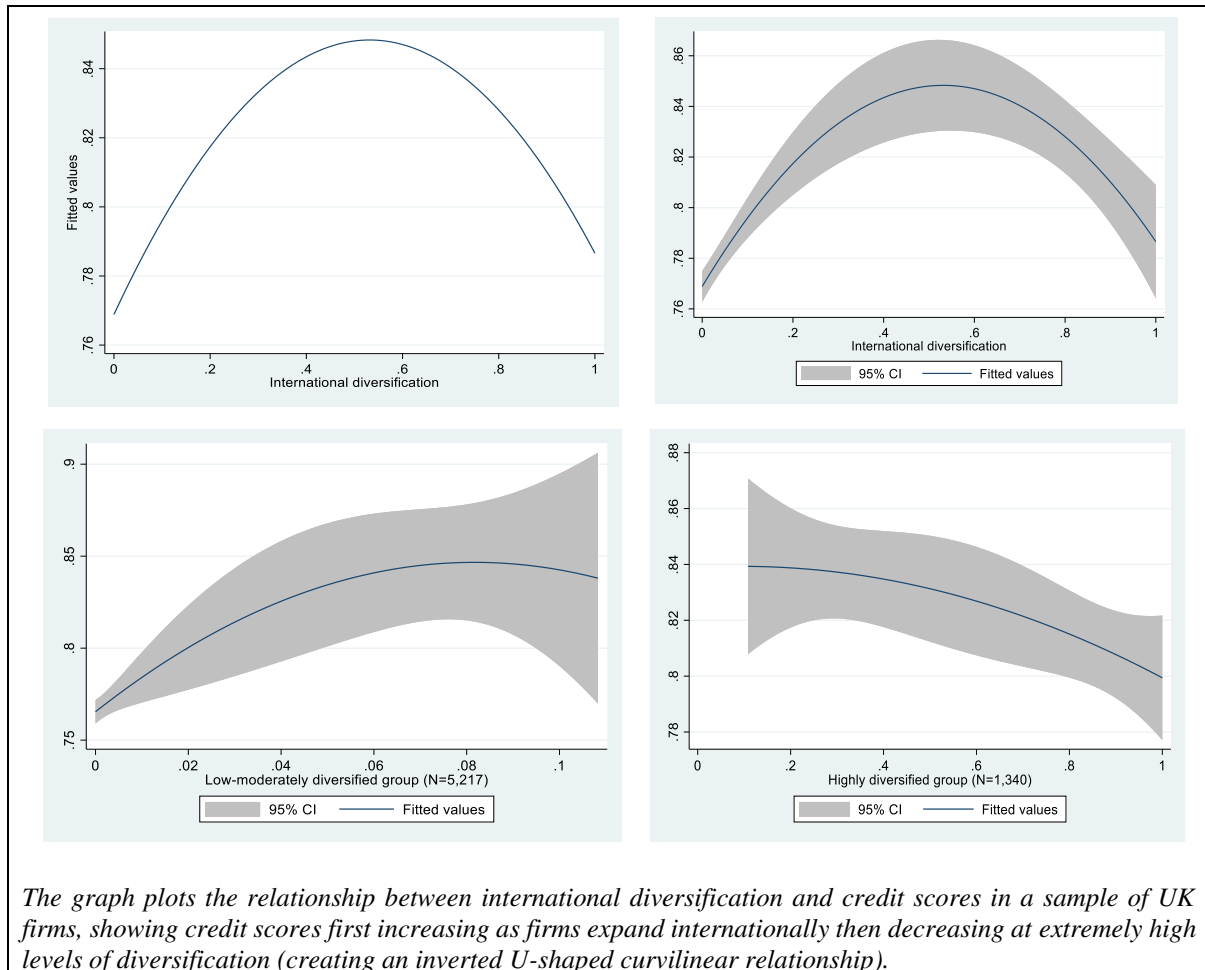 .84
.82
.8
.78
.76
Fitted values
0 .2 .4 .6 .8 1
International diversification
.86
.84
.82
.8
.78
.76
0 .2 .4 .6 .8 1
International diversification
95% CI Fitted values
.9
.85
.8
.75
0 .02 .04 .06 .08 .1
Low-moderately diversified group (N=5,217)
95% CI Fitted values
.88
.86
.84
.82
.8
.78
0 .2 .4 .6 .8 1
Highly diversified group (N=1,340)
95% CI Fitted values
The graph plots the relationship between international diversification and credit scores in a sample of UK
firms, showing credit scores first increasing as firms expand internationally then decreasing at extremely high
levels of diversification (creating an inverted U-shaped curvilinear relationship).